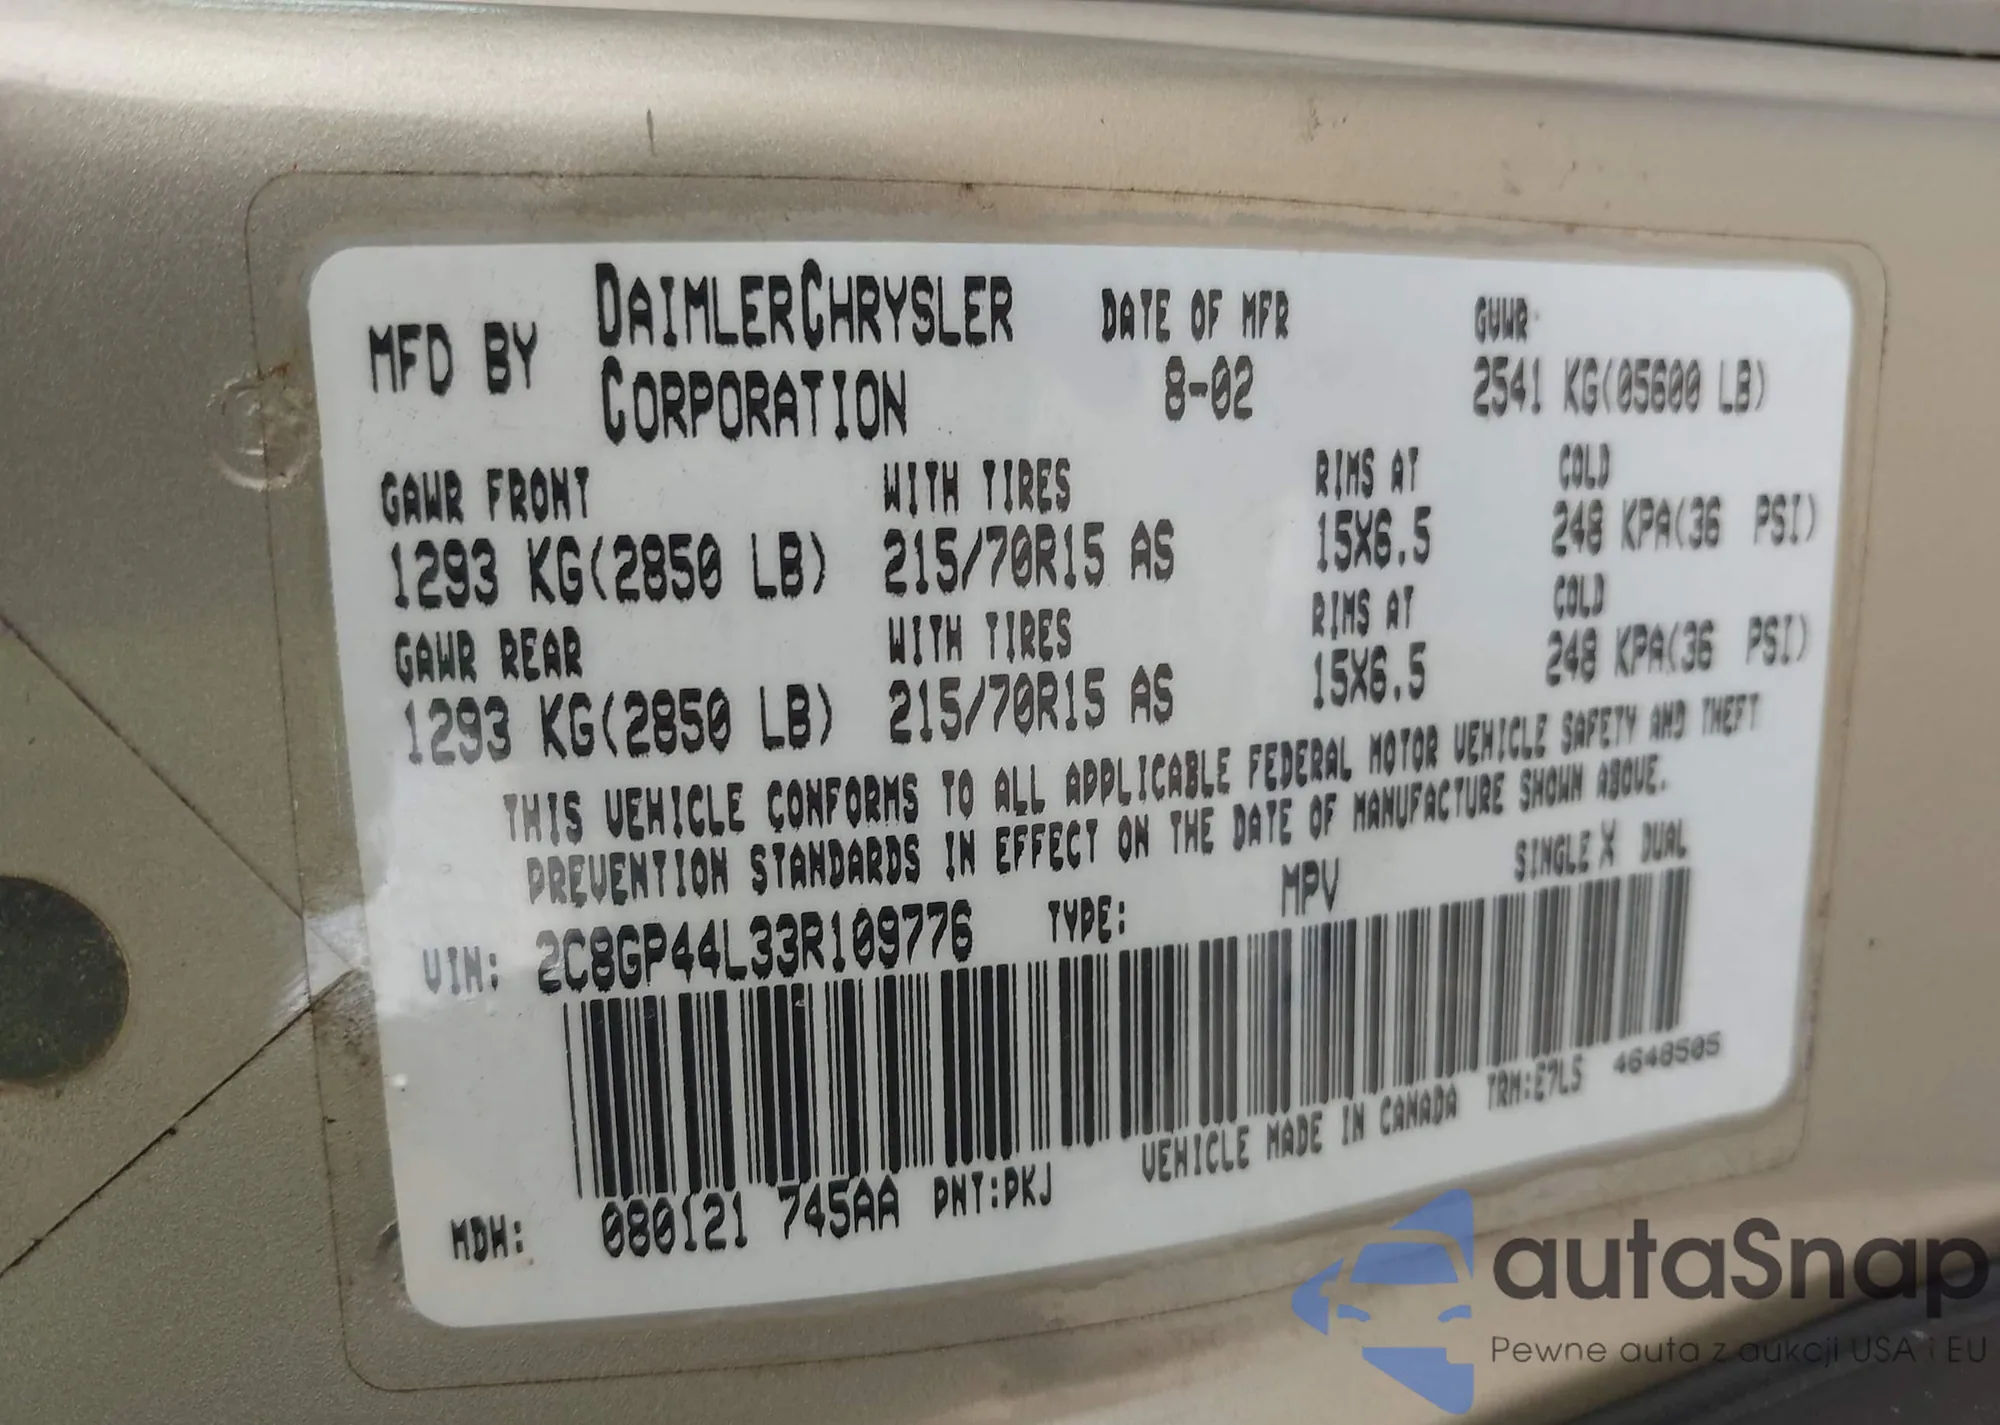 MFD BY DAIMLERCHRYSLER CORPORATION DATE OF MFR 8-02 GVWR 2541 KG(05600 LB)
GAWR FRONT WITH TIRES RIMS AT COLD
1293 KG(2850 LB) 215/70R15 AS 15X6.5 248 KPA(36 PSI)
GAWR REAR WITH TIRES RIMS AT COLD
1293 KG(2850 LB) 215/70R15 AS 15X6.5 248 KPA(36 PSI)
THIS VEHICLE CONFORMS TO ALL APPLICABLE FEDERAL MOTOR VEHICLE SAFETY AND THEFT
PREVENTION STANDARDS IN EFFECT ON THE DATE OF MANUFACTURE SHOWN ABOVE.
VIN: 2C8GP44L33R109776 TYPE: MPV SINGLE X DUAL
MDH: 080121 745AA PNT:PKJ VEHICLE MADE IN CANADA TRM:E7L5 4648505
autaSnap
Pewne auta z aukcji USA i EU